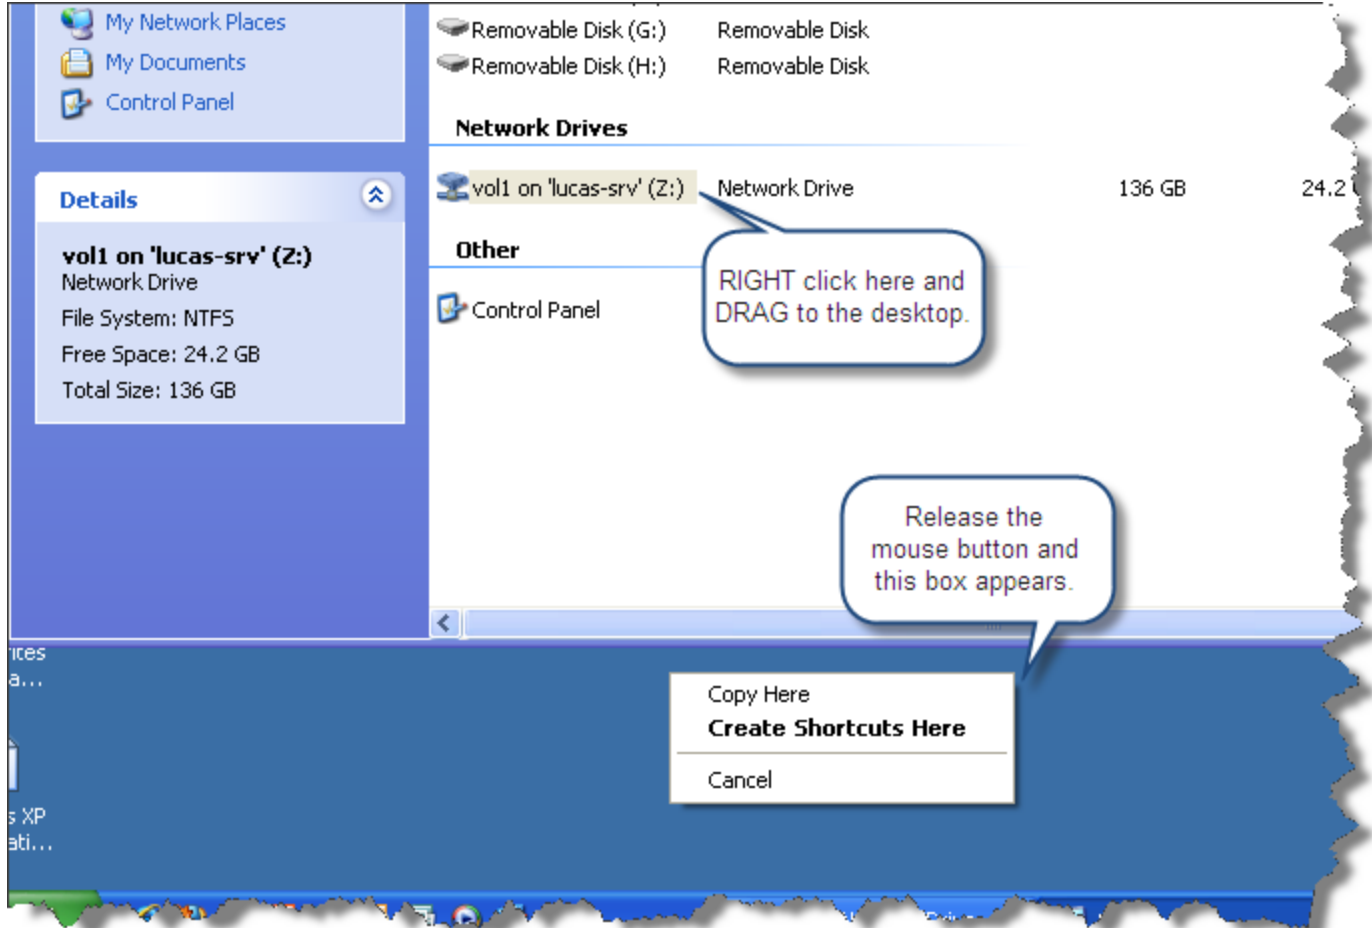 My Network Places
My Documents
Control Panel
Details
vol1 on 'lucas-srv' (Z:)
Network Drive
File System: NTFS
Free Space: 24.2 GB
Total Size: 136 GB
Removable Disk (G:) Removable Disk
Removable Disk (H:) Removable Disk
Network Drives
vol1 on 'lucas-srv' (Z:) Network Drive 136 GB 24.2
Other
Control Panel
RIGHT click here and
DRAG to the desktop.
Release the
mouse button and
this box appears.
Copy Here
Create Shortcuts Here
Cancel
ites
a...
s XP
ati...